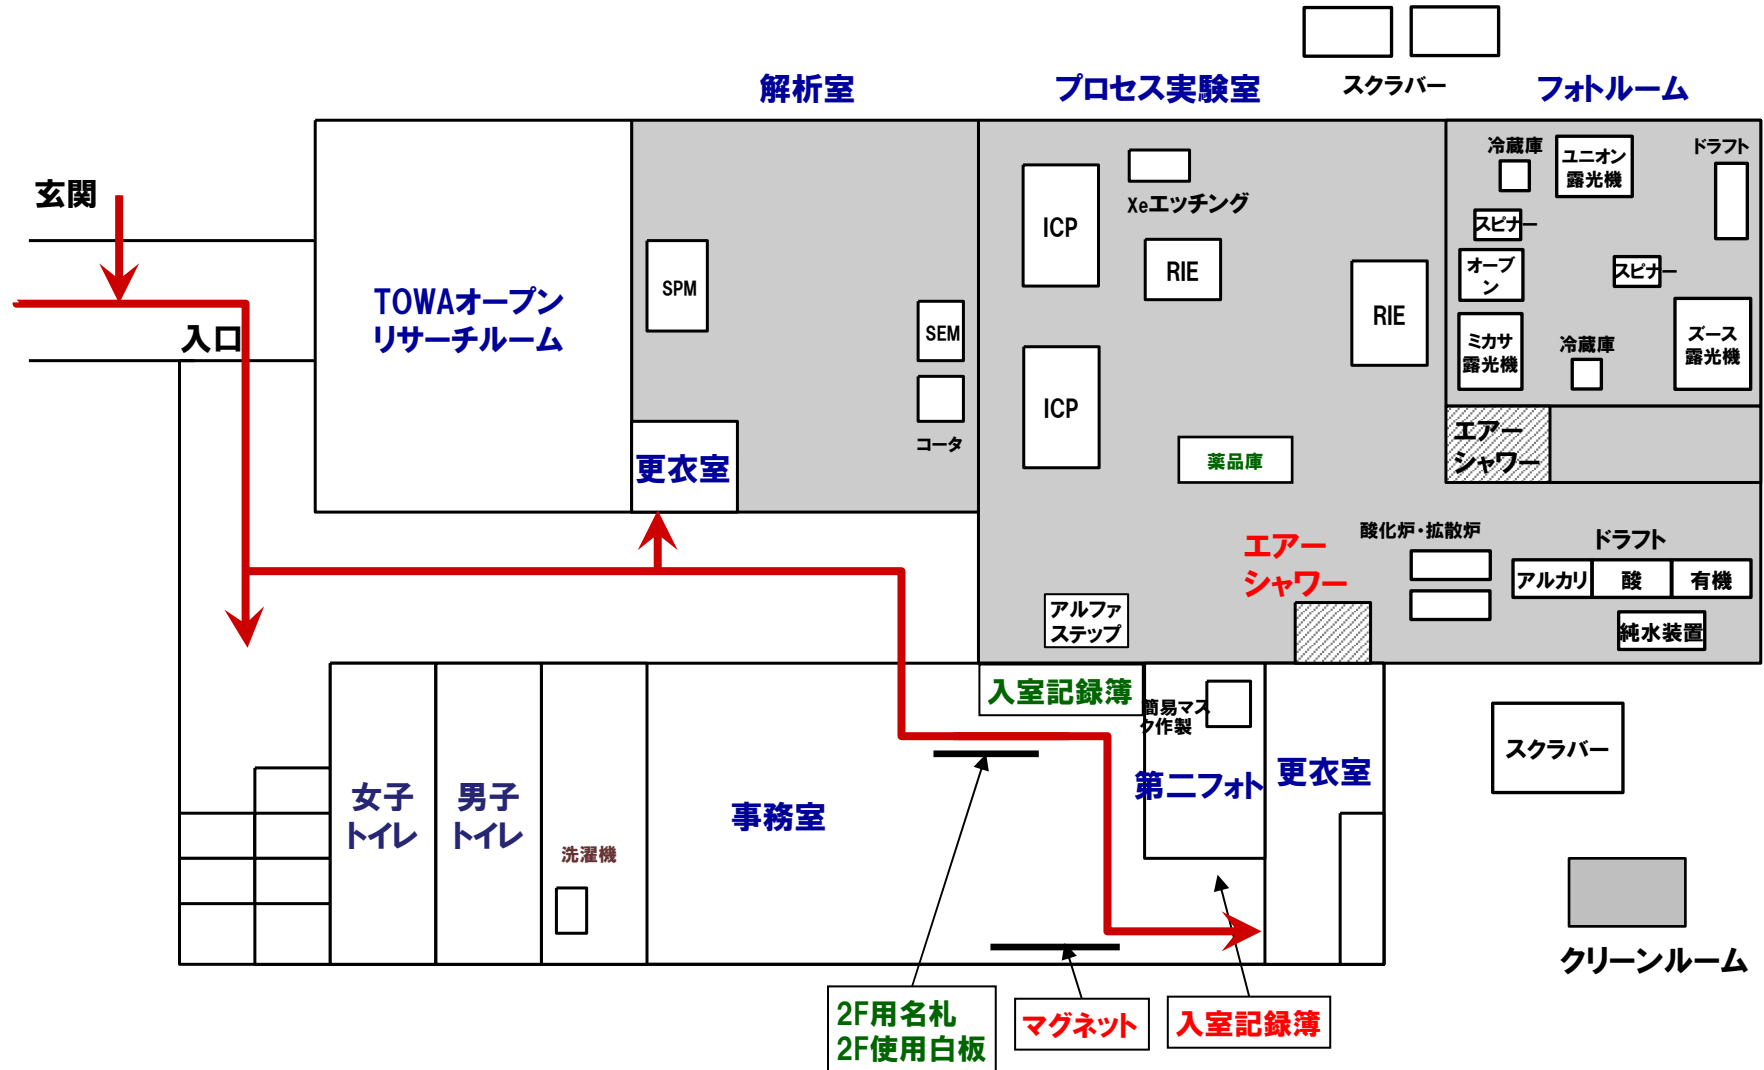 スクラバー
解析室
プロセス実験室
フォトルーム
玄関
入口
TOWAオープン
リサーチルーム
SPM
SEM
コータ
更衣室
ICP
ICP
Xeエッチング
RIE
RIE
薬品庫
冷蔵庫
ユニオン
露光機
ドラフト
スピナー
オーブ
ン
スピナー
ミカサ
露光機
冷蔵庫
ズース
露光機
エアー
シャワー
エアー
シャワー
酸化炉・拡散炉
ドラフト
アルカリ
酸
有機
純水装置
アルファ
ステップ
入室記録簿
簡易マス
ク作製
第二フォト
更衣室
スクラバー
女子
トイレ
男子
トイレ
洗濯機
事務室
クリーンルーム
2F用名札
2F使用白板
マグネット
入室記録簿